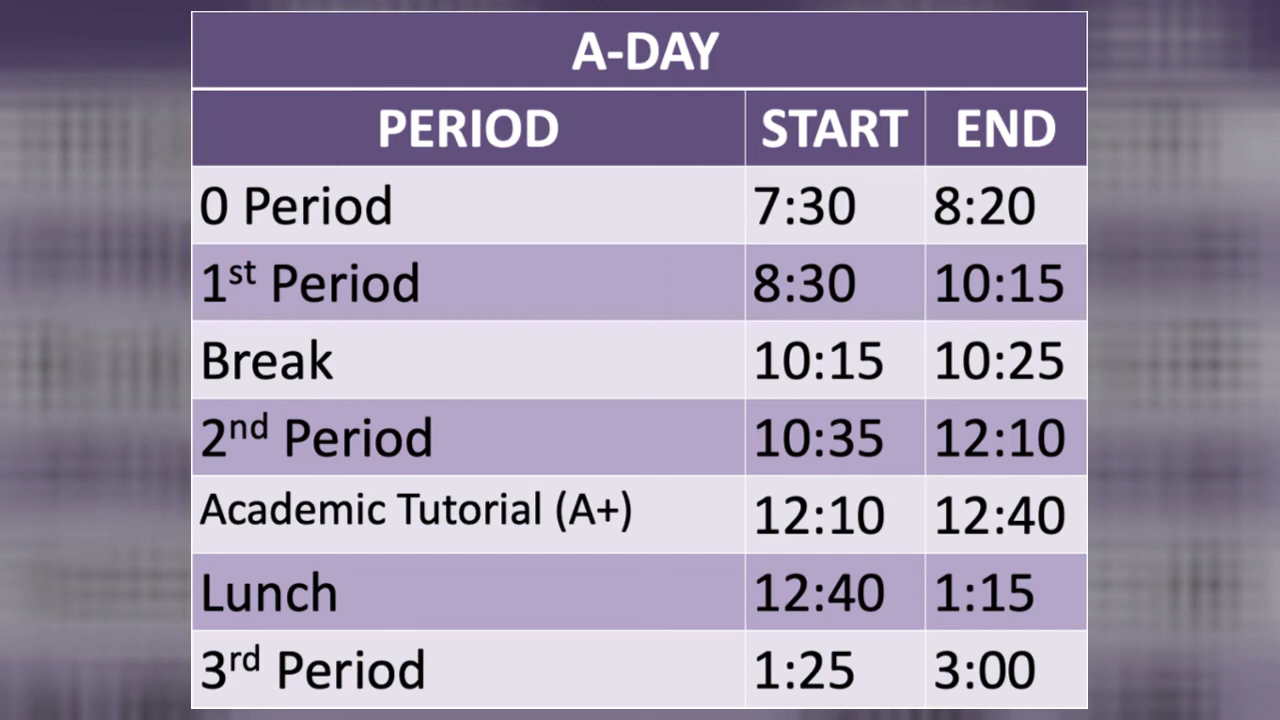 A-DAY
PERIOD START END
0 Period 7:30 8:20
1st Period 8:30 10:15
Break 10:15 10:25
2nd Period 10:35 12:10
Academic Tutorial (A+) 12:10 12:40
Lunch 12:40 1:15
3rd Period 1:25 3:00